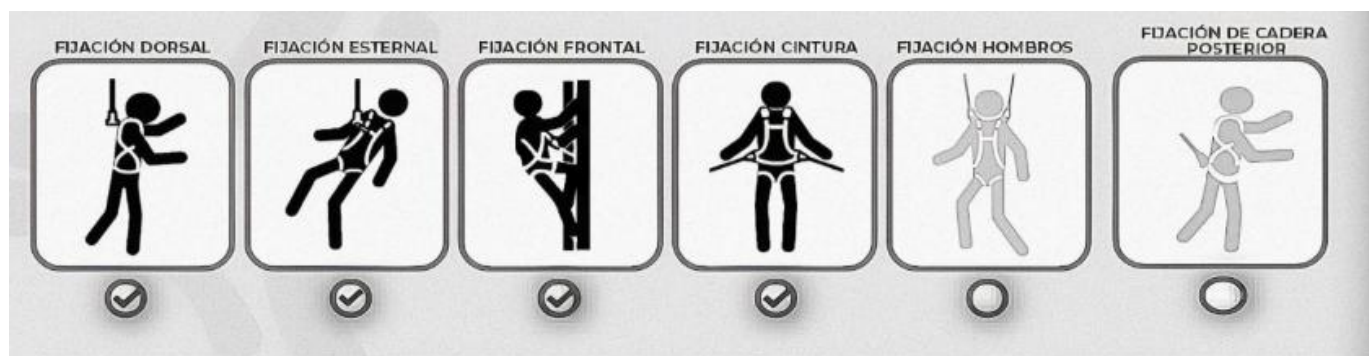 FIJACIÓN DORSAL
FIJACIÓN ESTERNAL
FIJACIÓN FRONTAL
FIJACIÓN CINTURA
FIJACIÓN HOMBROS
FIJACIÓN DE CADERA
POSTERIOR